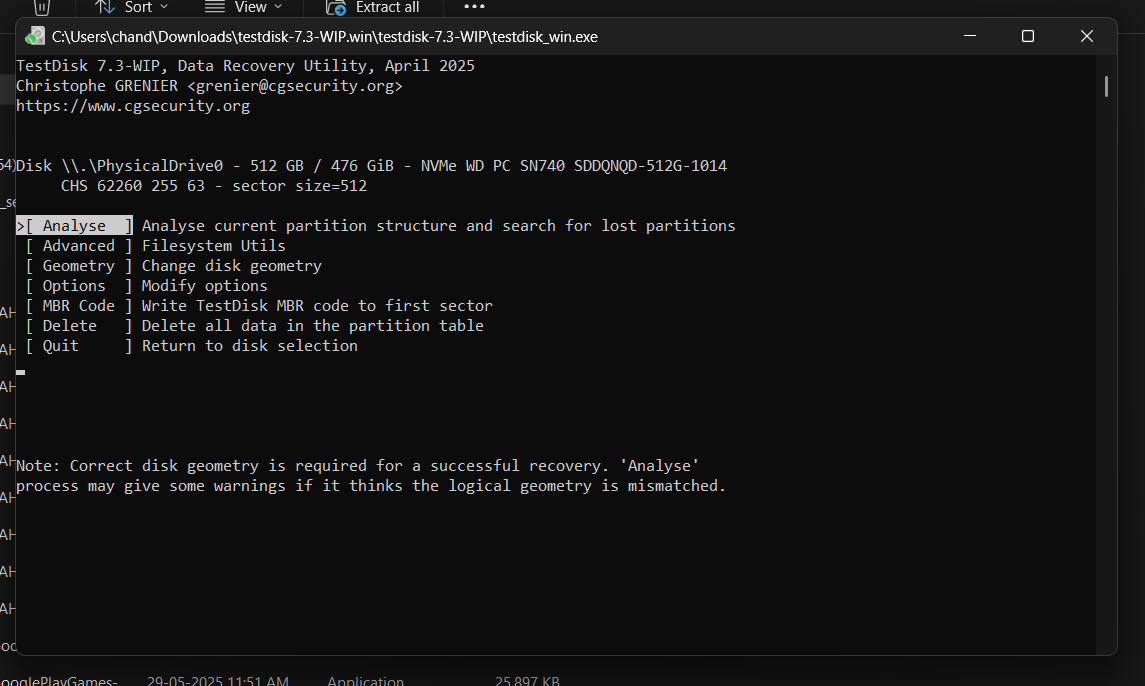 Sort
View
Extract all
C:\Users\chand\Downloads\testdisk-7.3-WIP.win\testdisk-7.3-WIP\testdisk_win.exe
TestDisk 7.3-WIP, Data Recovery Utility, April 2025
Christophe GRENIER <grenier@cgsecurity.org>
https://www.cgsecurity.org
Disk \\.\PhysicalDrive0 - 512 GB / 476 GiB - NVMe WD PC SN740 SDDQNQD-512G-1014
CHS 62260 255 63 - sector size=512
>[ Analyse ] Analyse current partition structure and search for lost partitions
[ Advanced ] Filesystem Utils
[ Geometry ] Change disk geometry
[ Options ] Modify options
[ MBR Code ] Write TestDisk MBR code to first sector
[ Delete ] Delete all data in the partition table
[ Quit ] Return to disk selection
Note: Correct disk geometry is required for a successful recovery. 'Analyse'
process may give some warnings if it thinks the logical geometry is mismatched.
29-05-2025 11:51 AM Application 25,897 KB